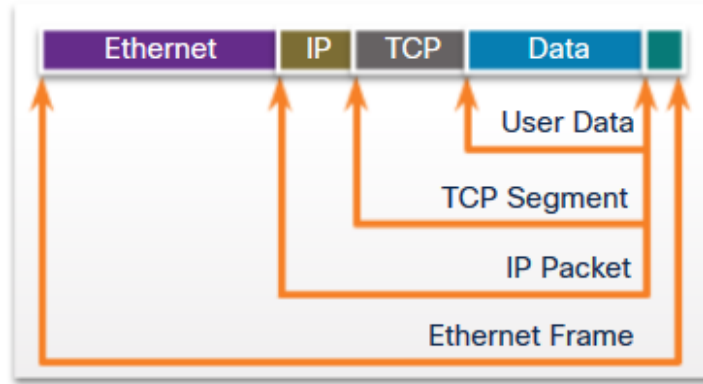 Ethernet IP TCP Data
User Data
TCP Segment
IP Packet
Ethernet Frame